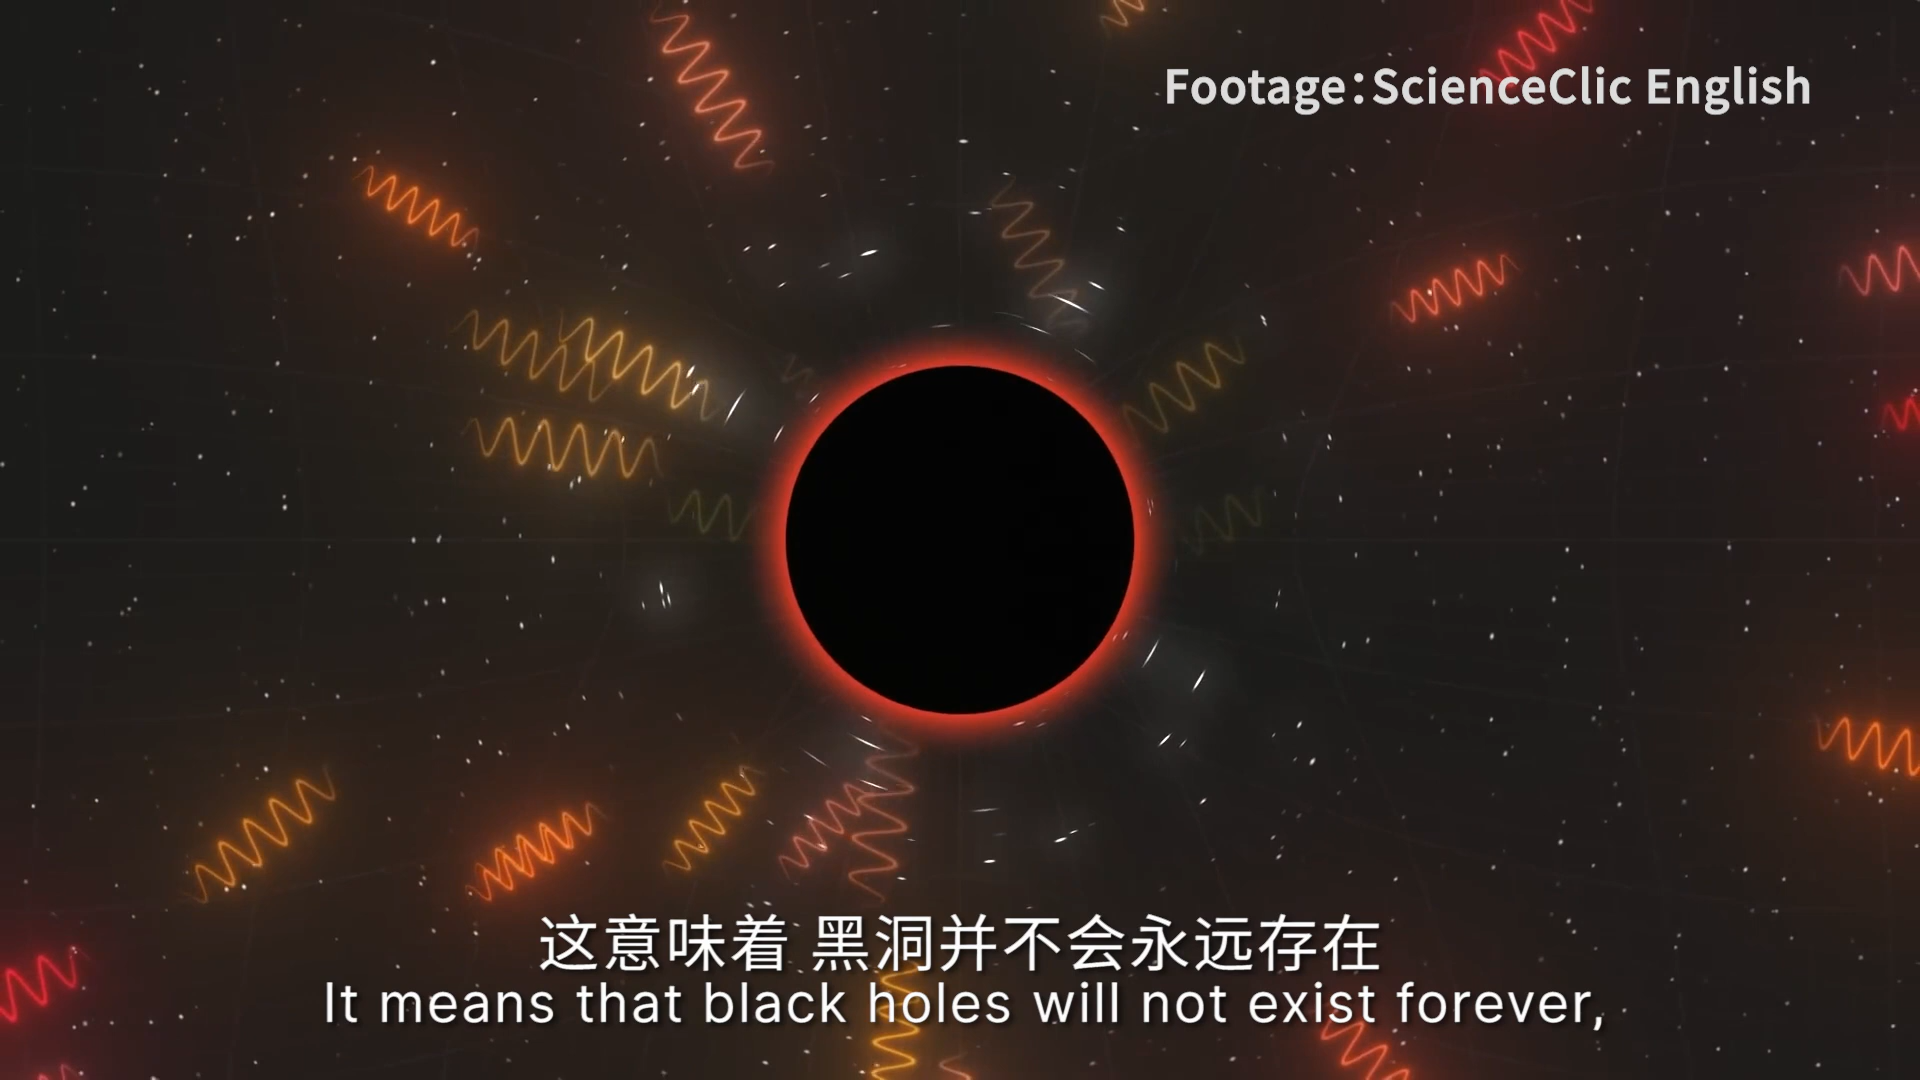 Footage：ScienceClic English
这意味着 黑洞并不会永远存在
It means that black holes will not exist forever,